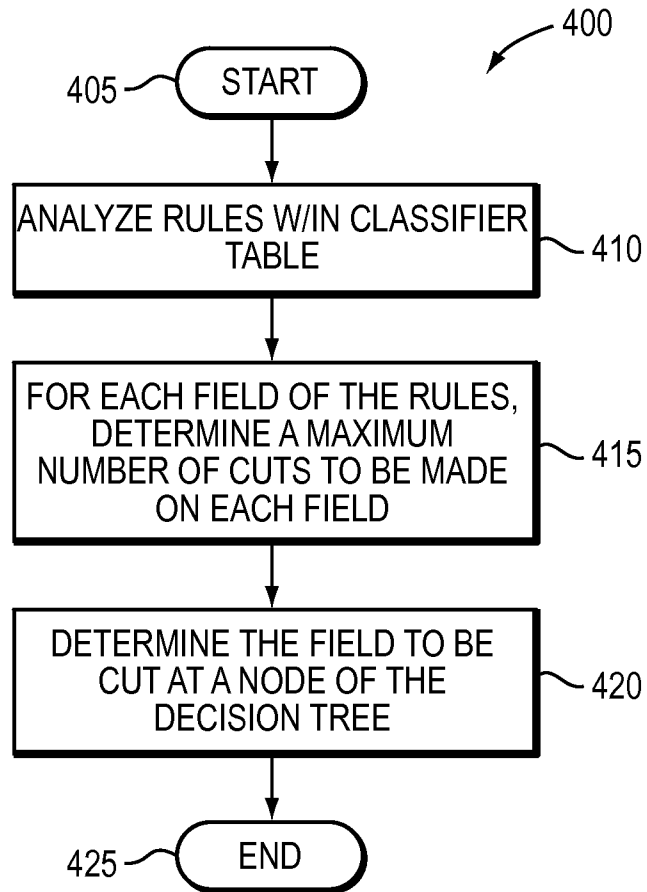 400
405
START
ANALYZE RULES W/IN CLASSIFIER
TABLE
410
FOR EACH FIELD OF THE RULES,
DETERMINE A MAXIMUM
NUMBER OF CUTS TO BE MADE
ON EACH FIELD
415
DETERMINE THE FIELD TO BE
CUT AT A NODE OF THE
DECISION TREE
420
425
END